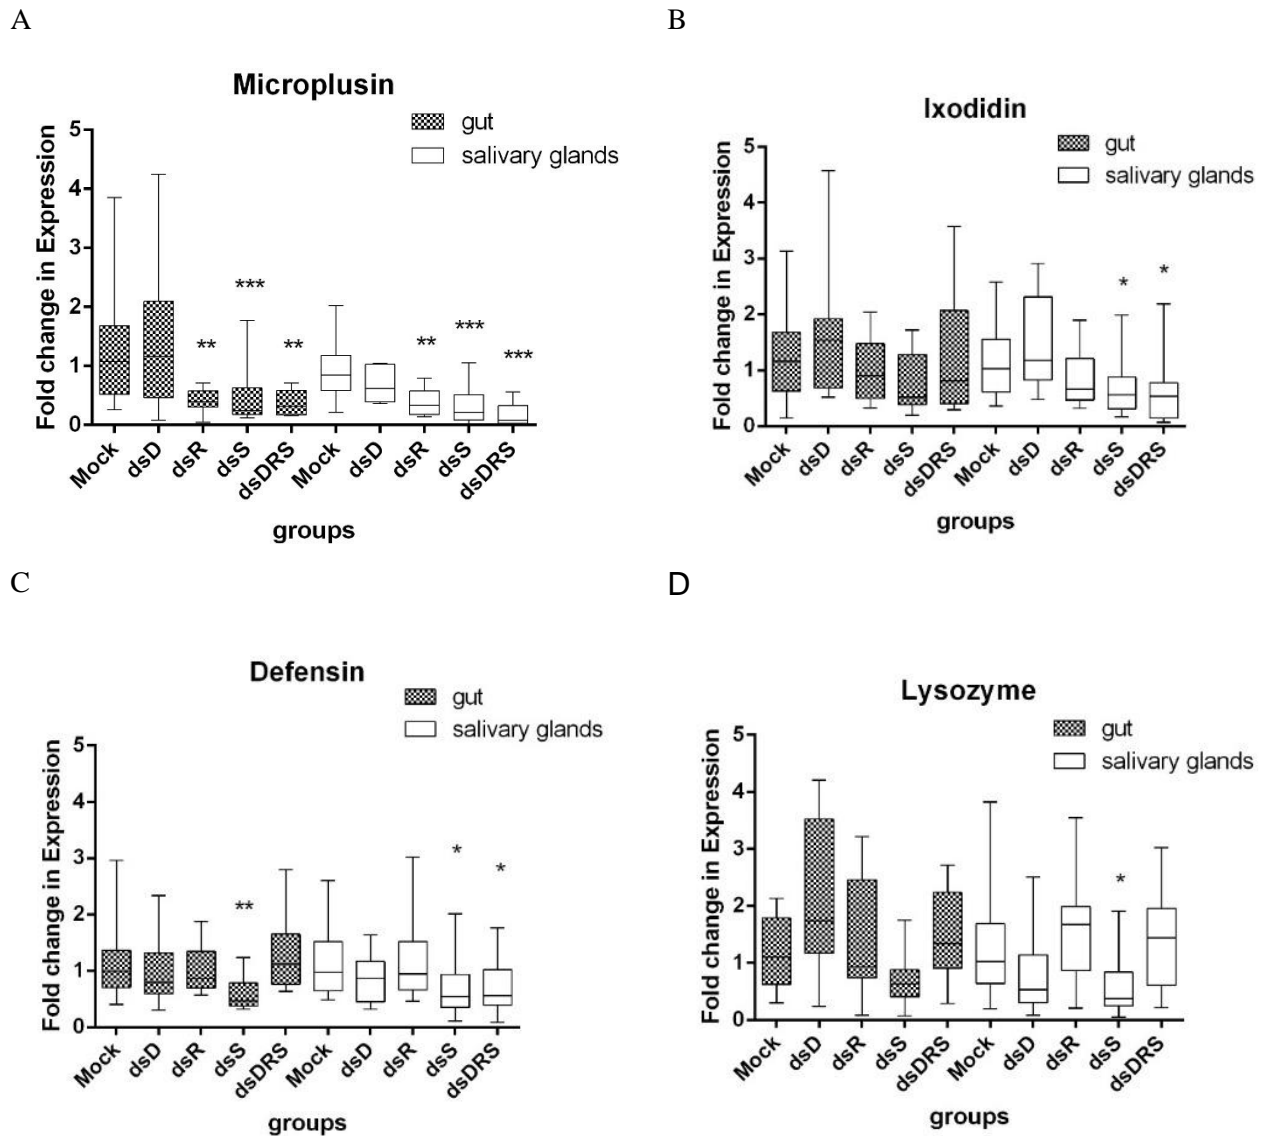 A
Microplusin
gut
salivary glands
Fold change in Expression
5
4
3
2
1
0
***
**
**
**
***
***
Mock
dsD
dsR
dsS
dsDRS
Mock
dsD
dsR
dsS
dsDRS
groups
B
Ixodidin
gut
salivary glands
Fold change in Expression
5
4
3
2
1
0
*
*
Mock
dsD
dsR
dsS
dsDRS
Mock
dsD
dsR
dsS
dsDRS
groups
C
Defensin
gut
salivary glands
Fold change in Expression
5
4
3
2
1
0
**
*
*
Mock
dsD
dsR
dsS
dsDRS
Mock
dsD
dsR
dsS
dsDRS
groups
D
Lysozyme
gut
salivary glands
Fold change in Expression
5
4
3
2
1
0
*
Mock
dsD
dsR
dsS
dsDRS
Mock
dsD
dsR
dsS
dsDRS
groups